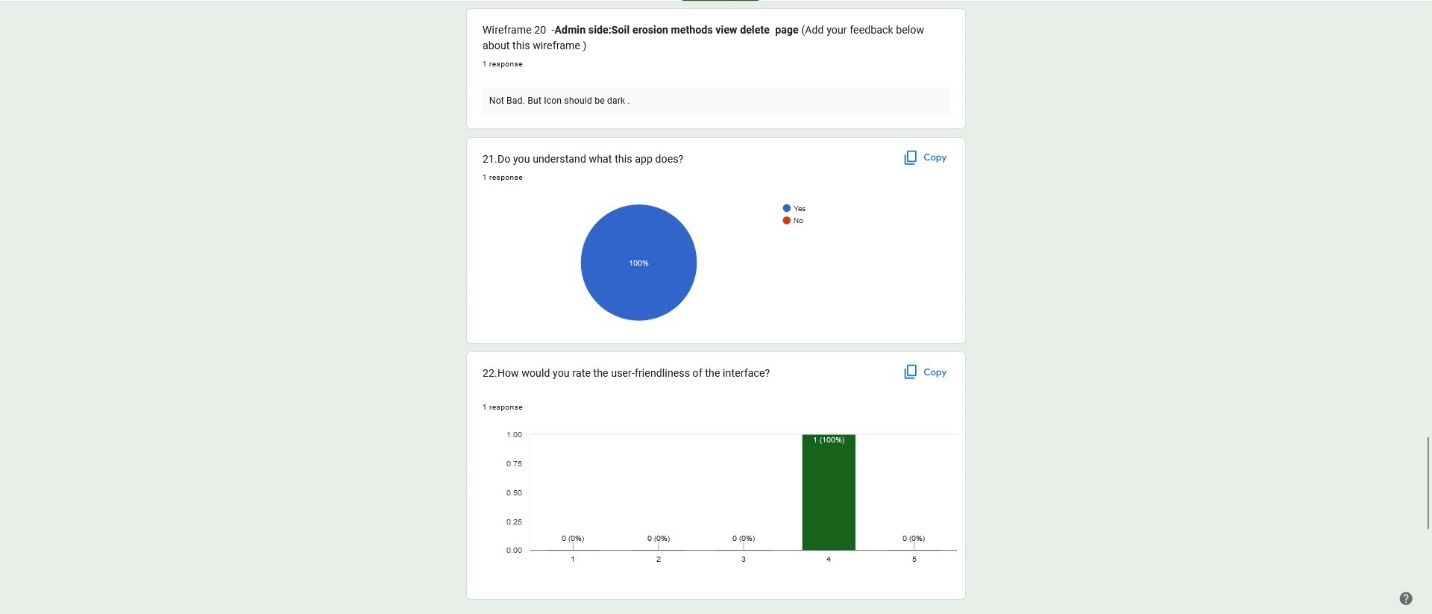 Wireframe 20 -Admin side:Soil erosion methods view delete page (Add your feedback below
about this wireframe )
1 response
Not Bad. But Icon should be dark .
21.Do you understand what this app does?
Copy
1 response
100%
Yes
No
22.How would you rate the user-friendliness of the interface?
Copy
1 response
1.00
0.75
0.50
0.25
0.00
0 (0%) 0 (0%) 0 (0%) 1 (100%) 0 (0%)
1 2 3 4 5
?